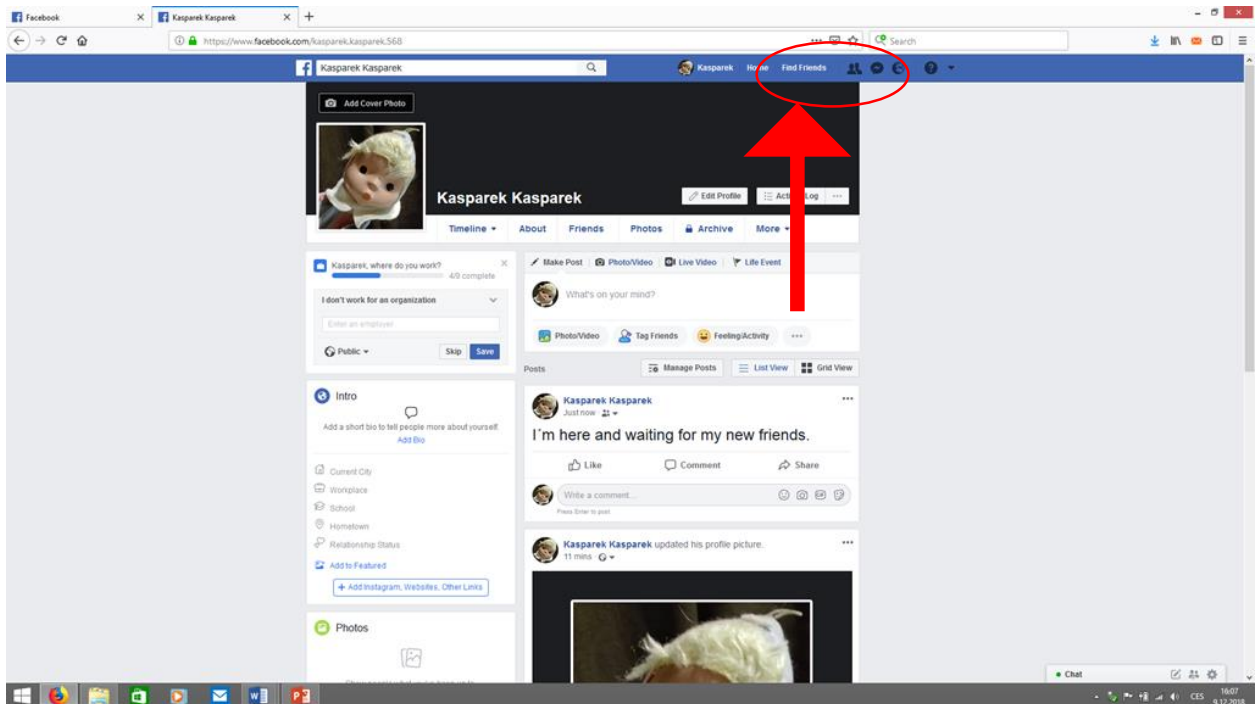 Facebook
Kasparek Kasparek
https://www.facebook.com/kasparek.kasparek.568
Search
Kasparek Kasparek
Kasparek Home Find Friends
Add Cover Photo
Kasparek Kasparek
Edit Profile
Log
Timeline About Friends Photos Archive More
Kasparek, where do you work?
4/9 complete
I don't work for an organization
Enter an employer
Public Skip Save
Intro
Add a short bio to tell people more about yourself.
Add Bio
Current City
Workplace
School
Hometown
Relationship Status
Add to Featured
+ Add Instagram, Websites, Other Links
Photos
Make Post Photo/Video Live Video Life Event
What's on your mind?
Photo/Video Tag Friends Feeling/Activity
Posts Manage Posts List View Grid View
Kasparek Kasparek
Just now
I´m here and waiting for my new friends.
Like Comment Share
Write a comment...
Press Enter to post.
Kasparek Kasparek updated his profile picture.
11 mins
Chat
CES
16:07
9.12.2018